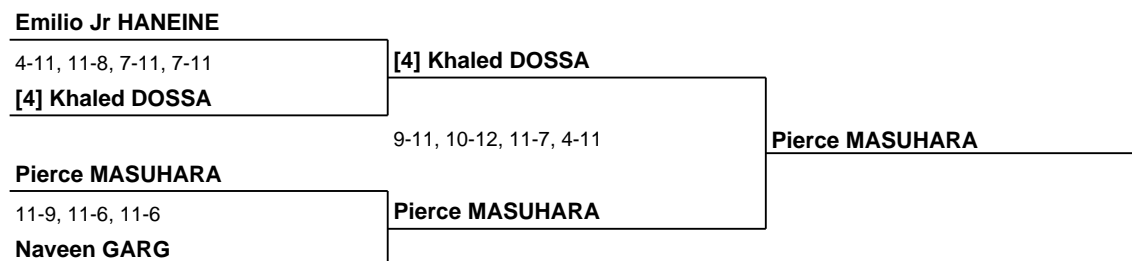 Emilio Jr HANEINE
4-11, 11-8, 7-11, 7-11
[4] Khaled DOSSA
[4] Khaled DOSSA
9-11, 10-12, 11-7, 4-11
Pierce MASUHARA
Pierce MASUHARA
11-9, 11-6, 11-6
Pierce MASUHARA
Naveen GARG